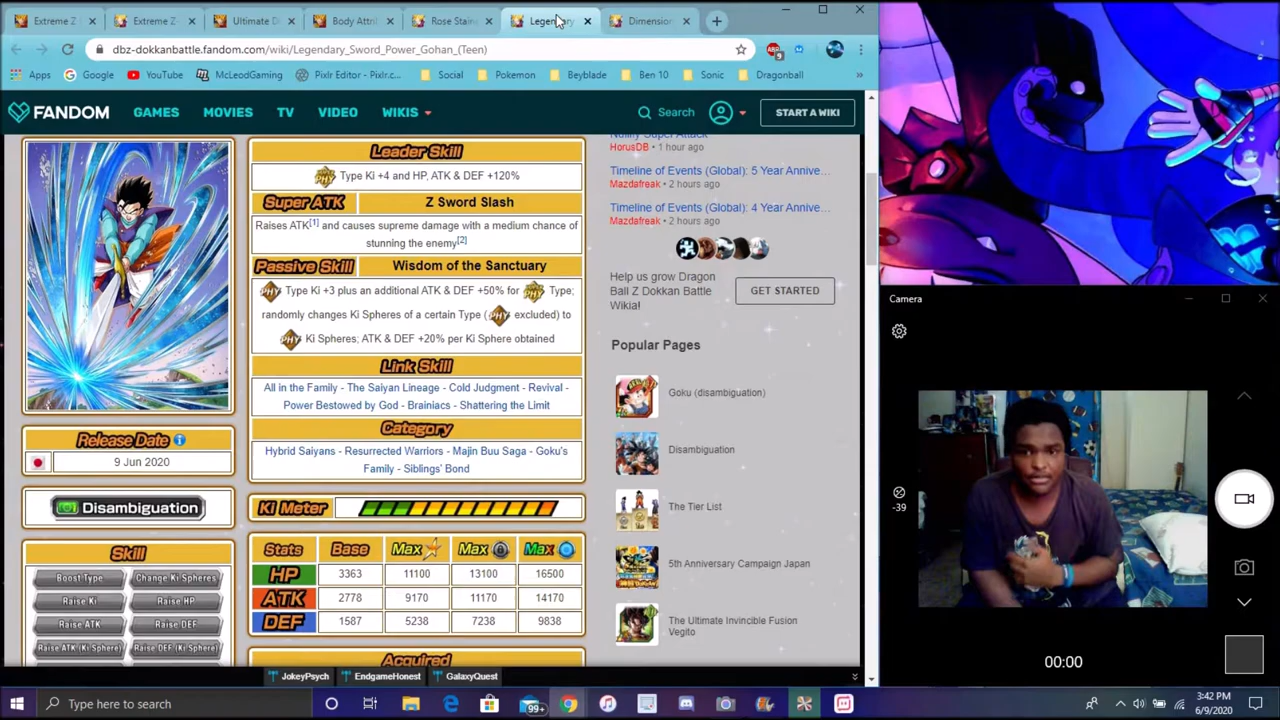 Extreme Z
Extreme Z
Ultimate D
Body Attri
Rose Stain
Legendary
Dimension
dbz-dokkanbattle.fandom.com/wiki/Legendary_Sword_Power_Gohan_(Teen)
9
Apps
Google
YouTube
McLeodGaming
Pixlr Editor - Pixlr.c...
Social
Pokemon
Beyblade
Ben 10
Sonic
Dragonball
»
FANDOM
GAMES
MOVIES
TV
VIDEO
WIKIS
Search
START A WIKI
Leader Skill
PHY Type Ki +4 and HP, ATK & DEF +120%
Super ATK
Z Sword Slash
Raises ATK[1] and causes supreme damage with a medium chance of
stunning the enemy[2]
Passive Skill
Wisdom of the Sanctuary
PHY Type Ki +3 plus an additional ATK & DEF +50% for PHY Type;
randomly changes Ki Spheres of a certain Type ( PHY excluded) to
PHY Ki Spheres; ATK & DEF +20% per Ki Sphere obtained
Link Skill
All in the Family - The Saiyan Lineage - Cold Judgment - Revival -
Power Bestowed by God - Brainiacs - Shattering the Limit
Category
Hybrid Saiyans - Resurrected Warriors - Majin Buu Saga - Goku's
Family - Siblings' Bond
Ki Meter
Stats Base Max Max Max
HP 3363 11100 13100 16500
ATK 2778 9170 11170 14170
DEF 1587 5238 7238 9838
Acquired
Release Date
9 Jun 2020
Disambiguation
Skill
Boost Type
Change Ki Spheres
Raise Ki
Raise HP
Raise ATK
Raise DEF
Raise ATK (Ki Sphere)
Raise DEF (Ki Sphere)
Notify Super Attack
HorusDB • 1 hour ago
Timeline of Events (Global): 5 Year Annive...
Mazdafreak • 2 hours ago
Timeline of Events (Global): 4 Year Annive...
Mazdafreak • 2 hours ago
Help us grow Dragon
Ball Z Dokkan Battle
Wikia!
GET STARTED
Popular Pages
Goku (disambiguation)
Disambiguation
The Tier List
5th Anniversary Campaign Japan
The Ultimate Invincible Fusion
Vegito
JokeyPsych
EndgameHonest
GalaxyQuest
Camera
-39
00:00
Type here to search
99+
3:42 PM
6/9/2020